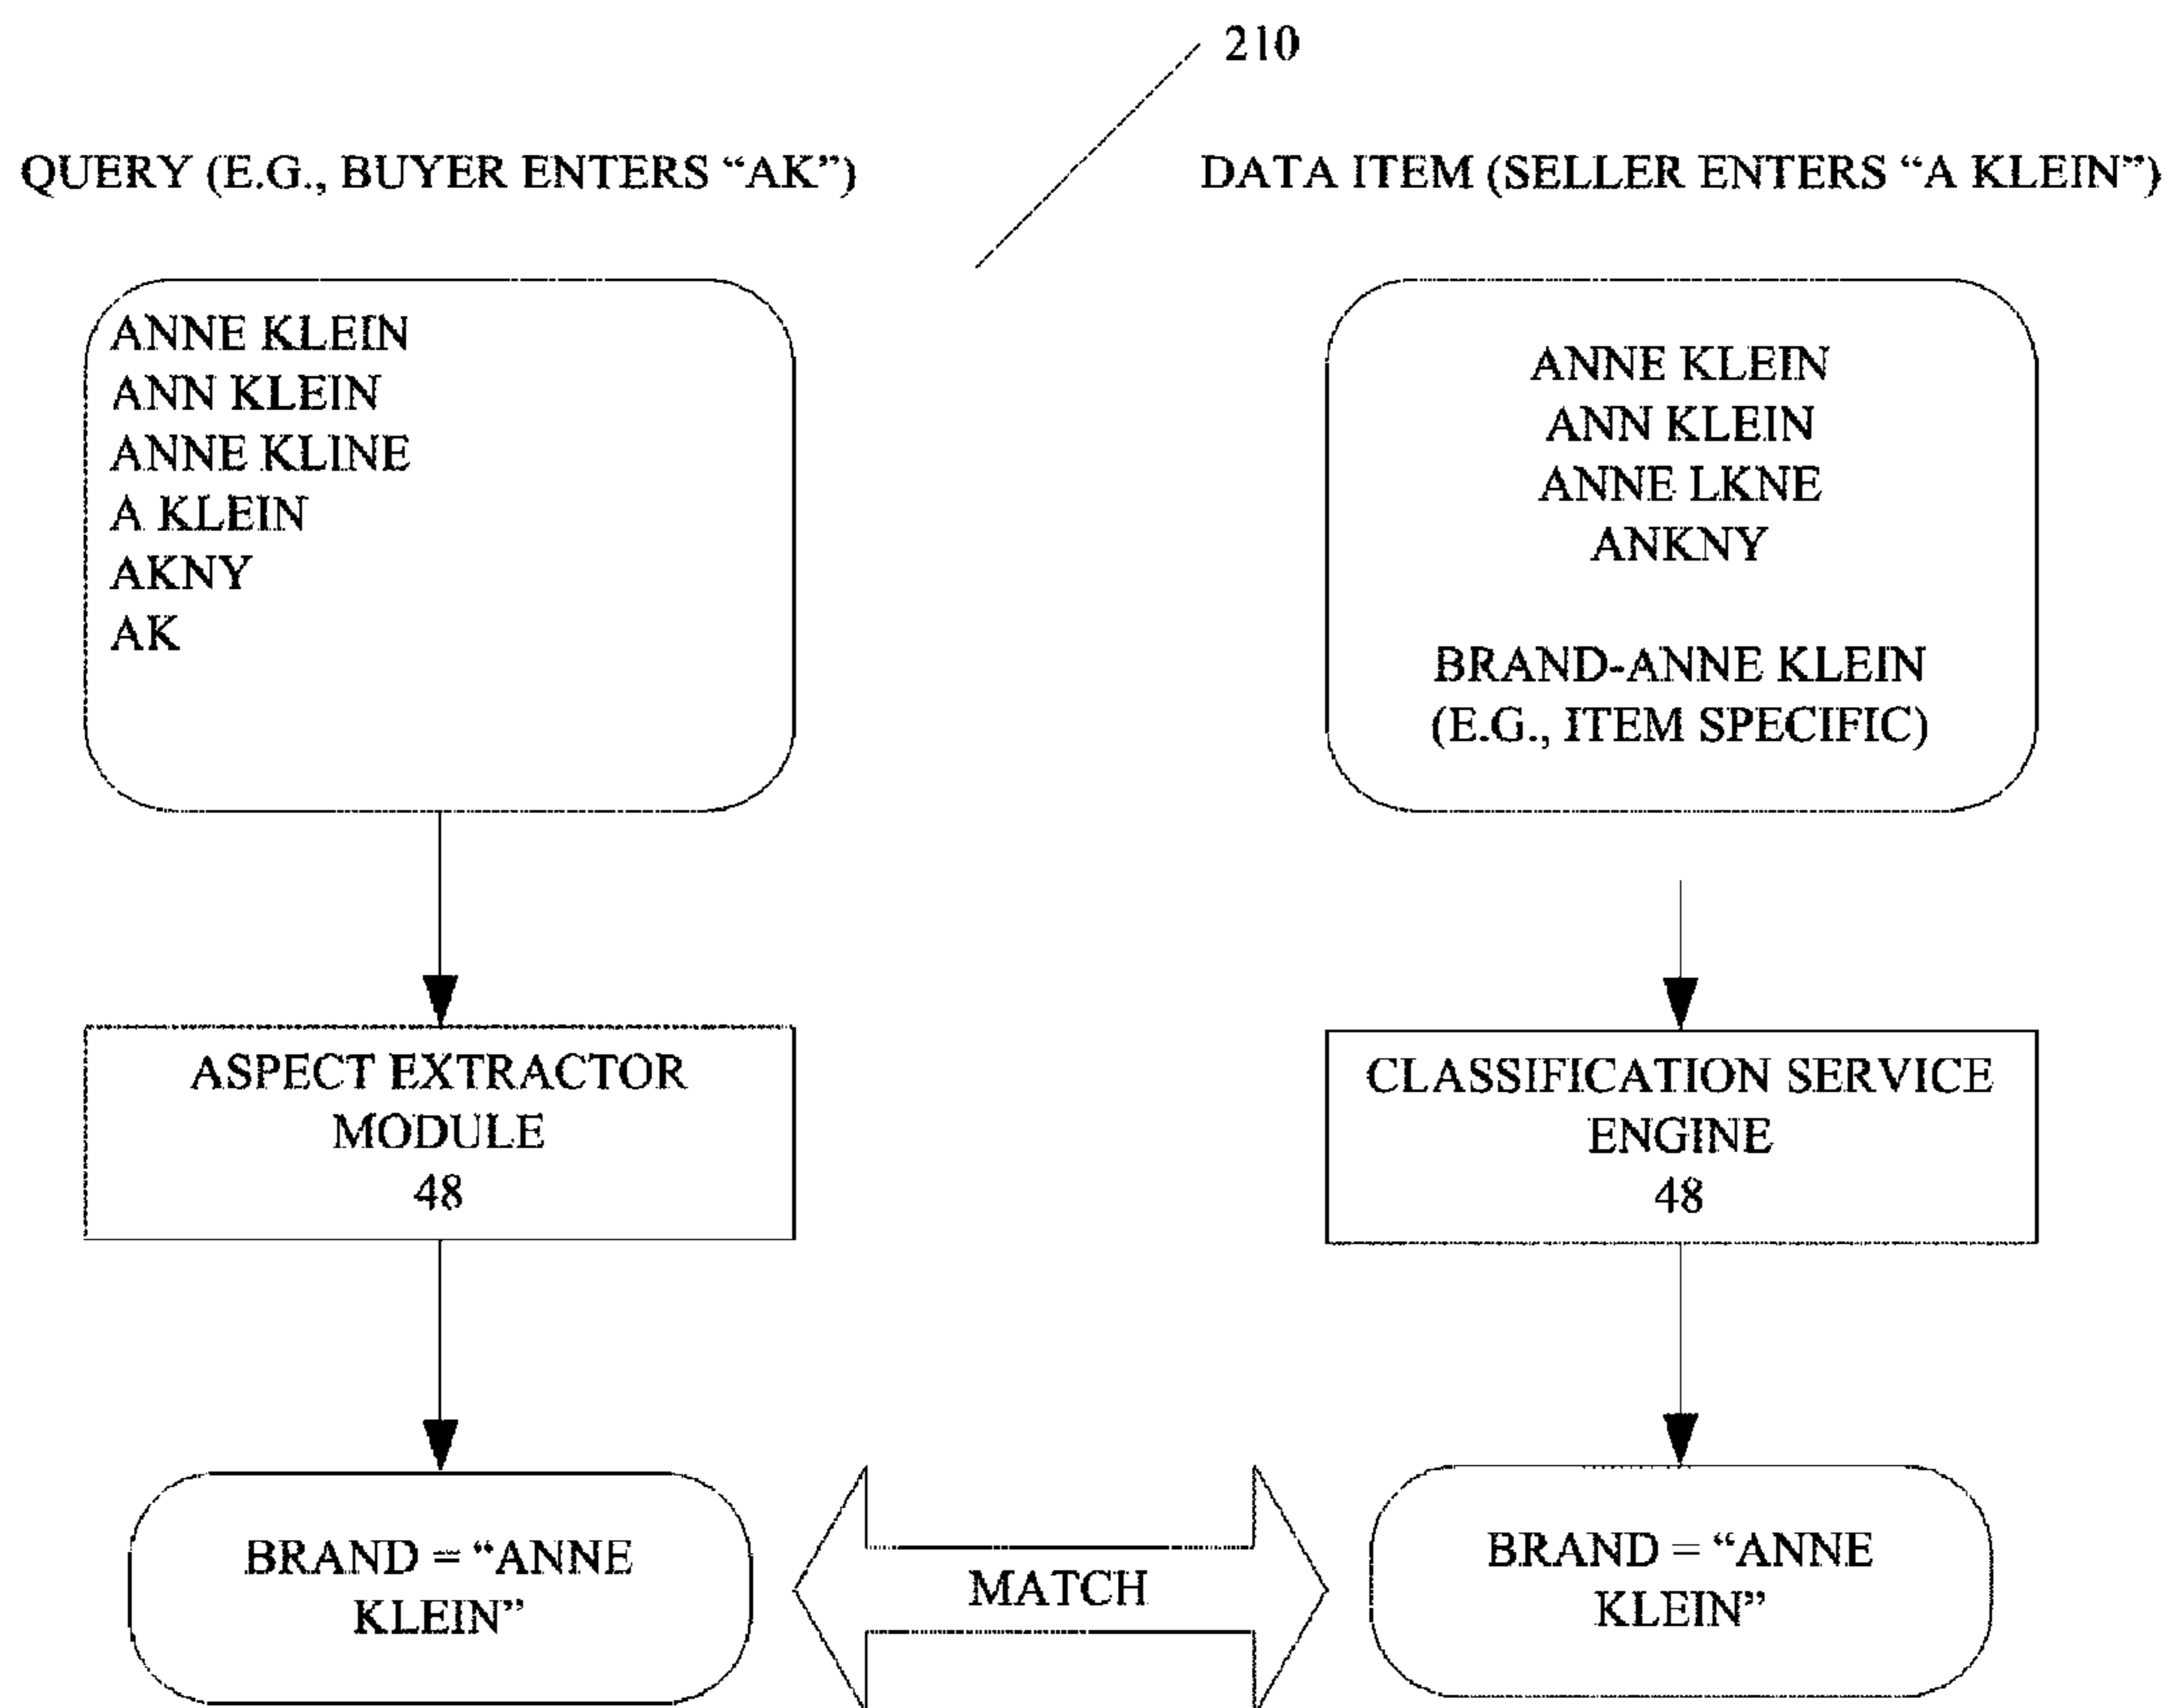 210
QUERY (E.G., BUYER ENTERS “AK”)
DATA ITEM (SELLER ENTERS “A KLEIN”)
ANNE KLEIN
ANN KLEIN
ANNE KLINE
A KLEIN
AKNY
AK
ANNE KLEIN
ANN KLEIN
ANNE LKNE
ANKNY
BRAND-ANNE KLEIN
(E.G., ITEM SPECIFIC)
ASPECT EXTRACTOR
MODULE
48
CLASSIFICATION SERVICE
ENGINE
48
BRAND = “ANNE
KLEIN”
MATCH
BRAND = “ANNE
KLEIN”